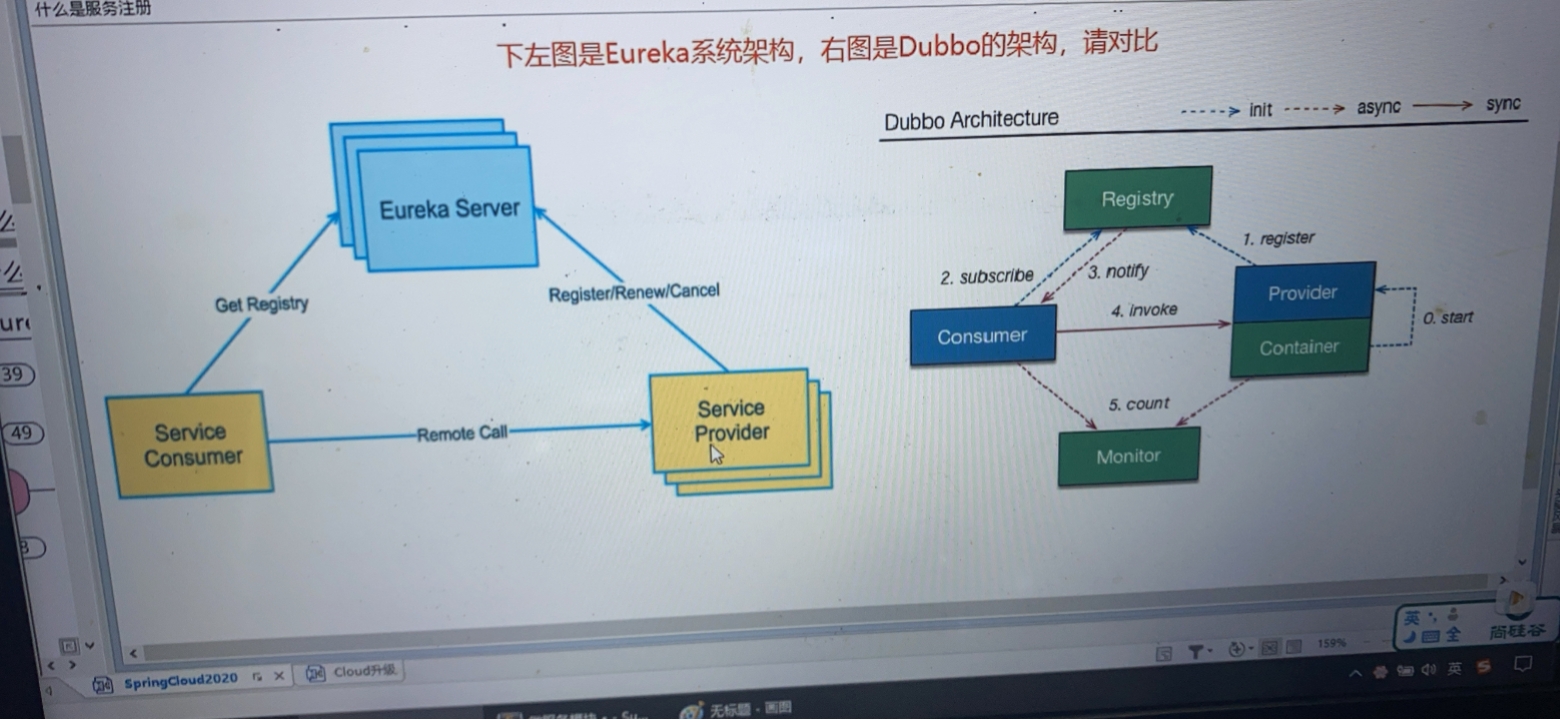 什么是服务注册
下左图是Eureka系统架构，右图是Dubbo的架构，请对比
Eureka Server
Get Registry
Register/Renew/Cancel
Service
Consumer
Remote Call
Service
Provider
Dubbo Architecture
init
async
sync
Registry
1. register
2. subscribe
3. notify
Provider
4. invoke
Consumer
0. start
Container
5. count
Monitor
39
49
SpringCloud2020
Cloud升级
159%
英
全
尚硅谷
英
无标题 - 画图